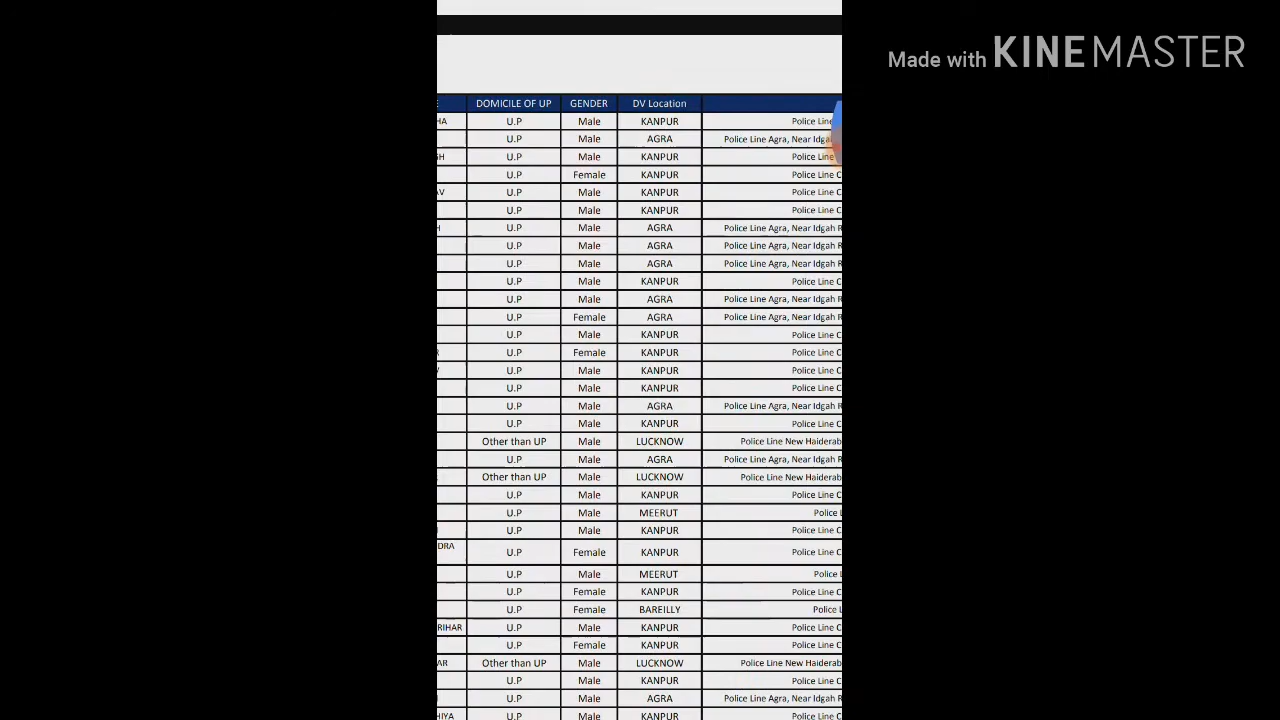 Made with KINEMASTER
DOMICILE OF UP GENDER DV Location
HA U.P Male KANPUR Police Line
U.P Male AGRA Police Line Agra, Near Idga
GH U.P Male KANPUR Police Line
U.P Female KANPUR Police Line C
AV U.P Male KANPUR Police Line C
U.P Male KANPUR Police Line C
H U.P Male AGRA Police Line Agra, Near Idgah R
U.P Male AGRA Police Line Agra, Near Idgah R
U.P Male AGRA Police Line Agra, Near Idgah R
U.P Male KANPUR Police Line C
U.P Male AGRA Police Line Agra, Near Idgah R
U.P Female AGRA Police Line Agra, Near Idgah R
U.P Male KANPUR Police Line C
R U.P Female KANPUR Police Line C
U.P Male KANPUR Police Line C
U.P Male KANPUR Police Line C
U.P Male AGRA Police Line Agra, Near Idgah R
U.P Male KANPUR Police Line C
Other than UP Male LUCKNOW Police Line New Haiderab
U.P Male AGRA Police Line Agra, Near Idgah R
Other than UP Male LUCKNOW Police Line New Haiderab
U.P Male KANPUR Police Line C
U.P Male MEERUT Police L
U.P Male KANPUR Police Line C
DRA U.P Female KANPUR Police Line C
U.P Male MEERUT Police L
U.P Female KANPUR Police Line C
U.P Female BAREILLY Police L
RIHAR U.P Male KANPUR Police Line C
U.P Female KANPUR Police Line C
AR Other than UP Male LUCKNOW Police Line New Haiderab
U.P Male KANPUR Police Line C
U.P Male AGRA Police Line Agra, Near Idgah R
HIYA U.P Male KANPUR Police Line C